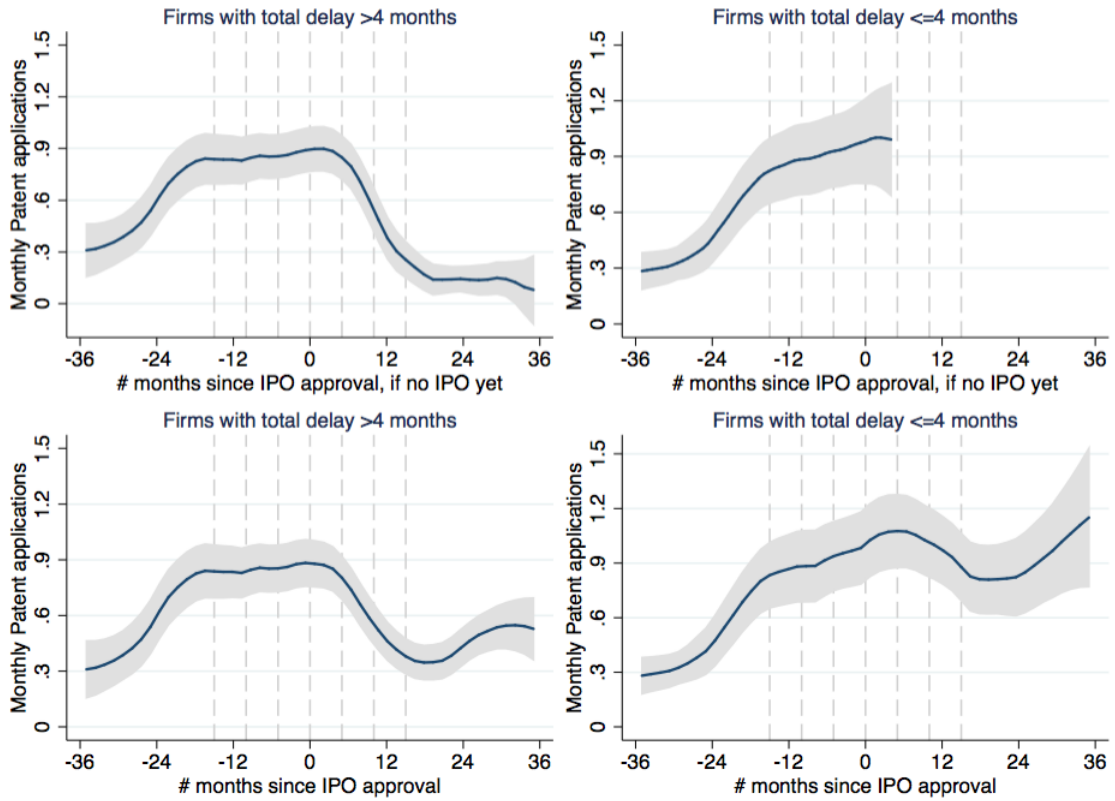 Firms with total delay >4 months
Monthly Patent applications
1.5
1.2
.9
.6
.3
0
-36 -24 -12 0 12 24 36
# months since IPO approval, if no IPO yet
Firms with total delay <=4 months
Monthly Patent applications
1.5
1.2
.9
.6
.3
0
-36 -24 -12 0 12 24 36
# months since IPO approval, if no IPO yet
Firms with total delay >4 months
Monthly Patent applications
1.5
1.2
.9
.6
.3
0
-36 -24 -12 0 12 24 36
# months since IPO approval
Firms with total delay <=4 months
Monthly Patent applications
1.5
1.2
.9
.6
.3
0
-36 -24 -12 0 12 24 36
# months since IPO approval